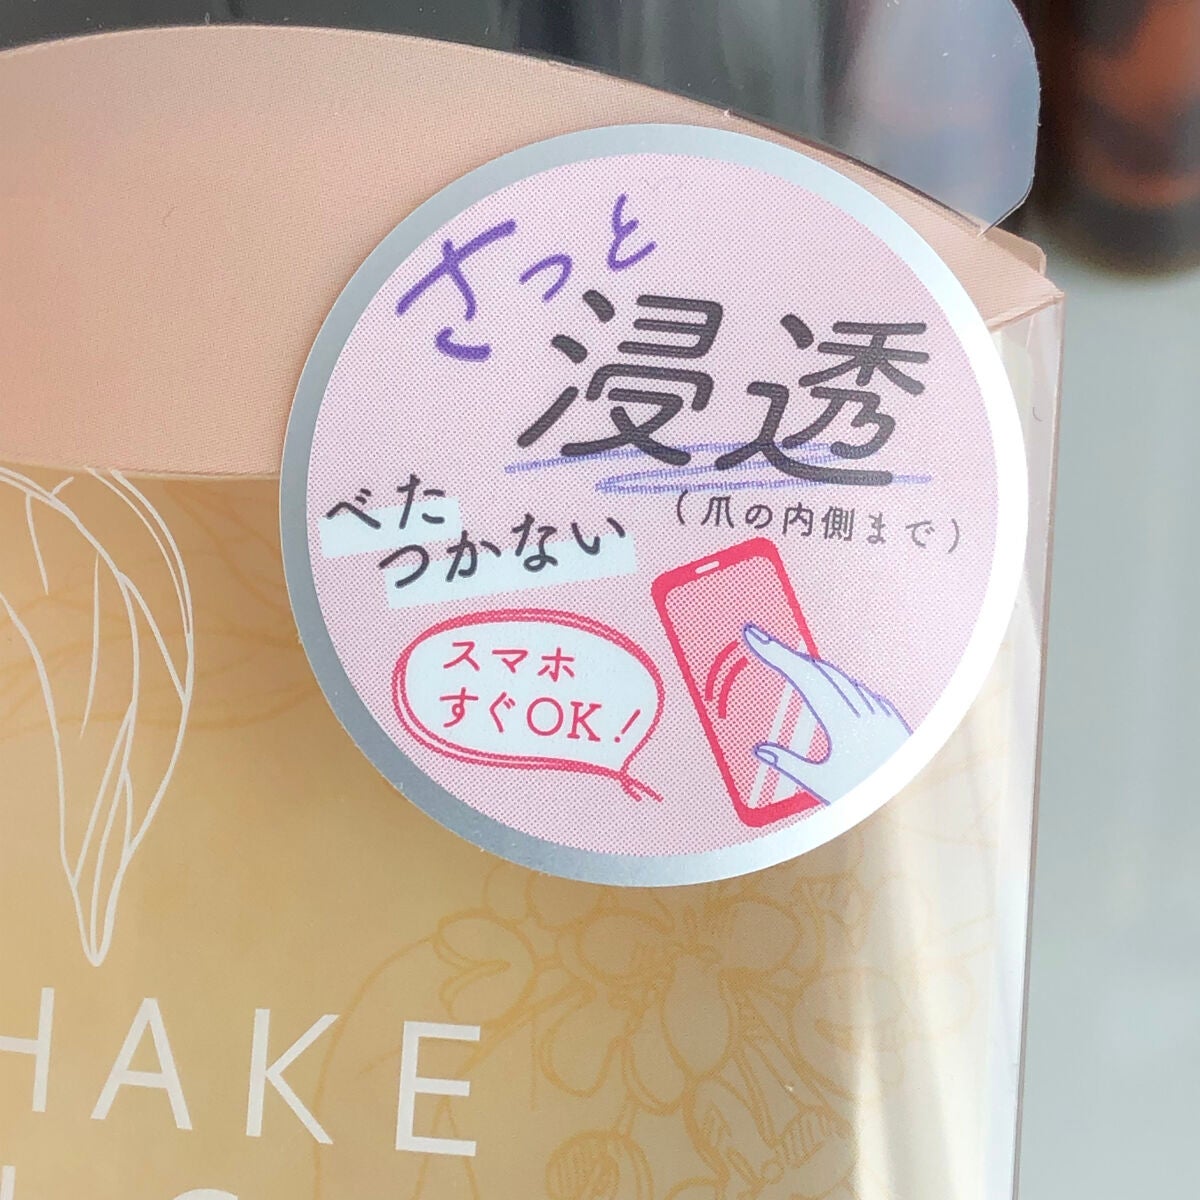 さっと
浸透
(爪の内側まで)
べた
つかない
スマホ
すぐOK!
HAKE